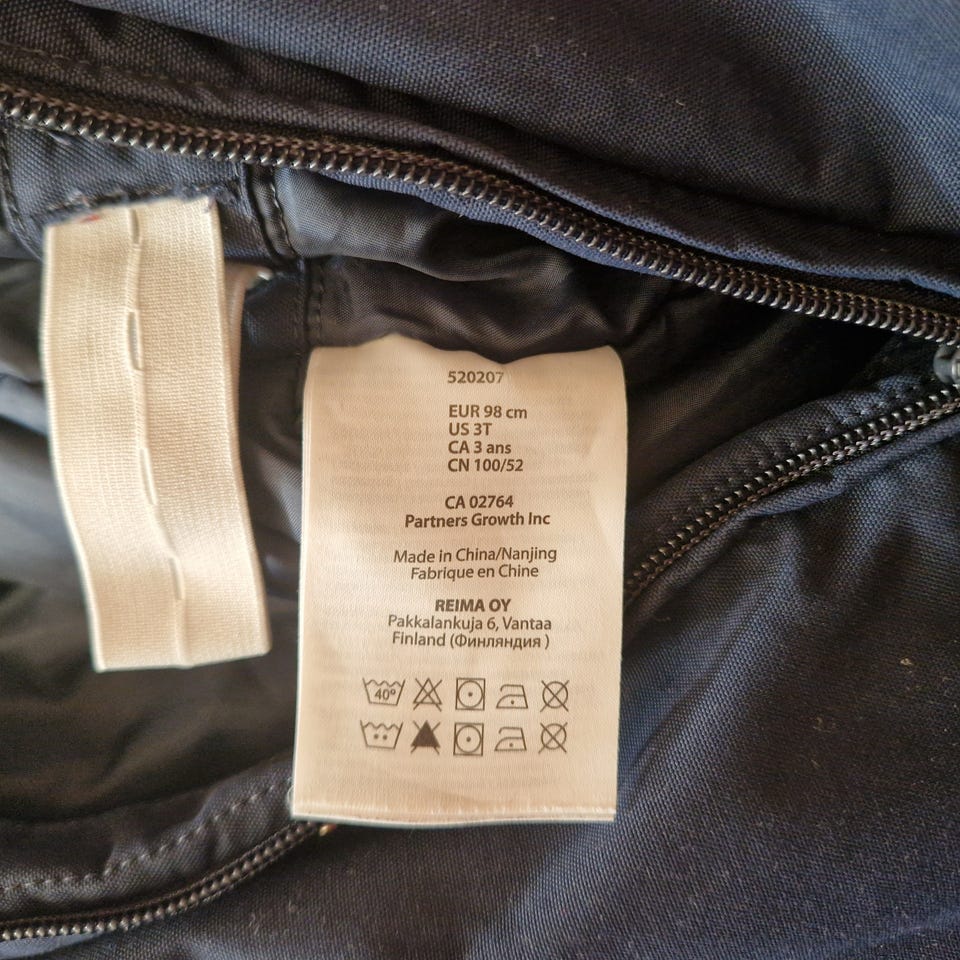 520207
EUR 98 cm
US 3T
CA 3 ans
CN 100/52
CA 02764
Partners Growth Inc
Made in China/Nanjing
Fabrique en Chine
REIMA OY
Pakkalankuja 6, Vantaa
Finland (Финляндия )
40°